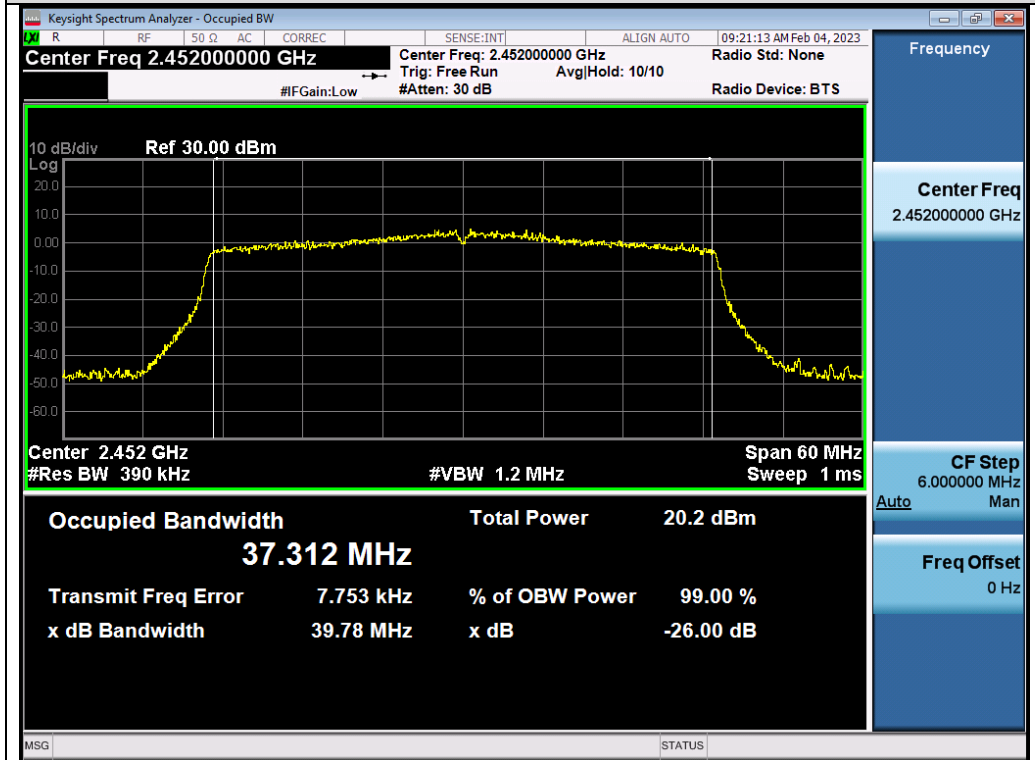 Keysight Spectrum Analyzer - Occupied BW
LXI R RF 50 Ω AC CORREC SENSE:INT ALIGN AUTO 09:21:13 AM Feb 04, 2023
Center Freq 2.452000000 GHz
Center Freq: 2.452000000 GHz
Radio Std: None
Trig: Free Run Avg|Hold: 10/10
#IFGain:Low
#Atten: 30 dB
Radio Device: BTS
10 dB/div Ref 30.00 dBm
Log
20.0
10.0
0.00
-10.0
-20.0
-30.0
-40.0
-50.0
-60.0
Center 2.452 GHz Span 60 MHz
#Res BW 390 kHz #VBW 1.2 MHz Sweep 1 ms
Occupied Bandwidth Total Power 20.2 dBm
37.312 MHz
Transmit Freq Error 7.753 kHz % of OBW Power 99.00 %
x dB Bandwidth 39.78 MHz x dB -26.00 dB
Frequency
Center Freq
2.452000000 GHz
CF Step
6.000000 MHz
Auto Man
Freq Offset
0 Hz
MSG STATUS